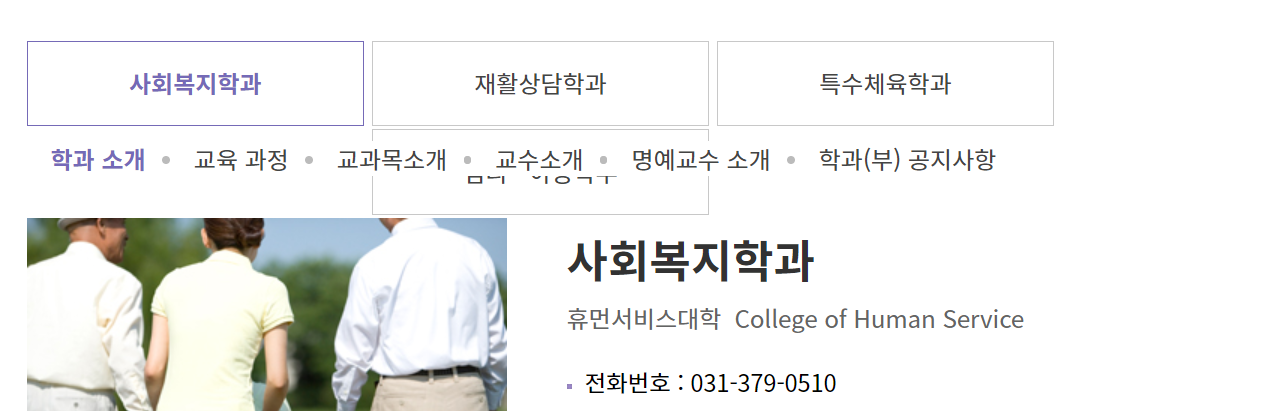 사회복지학과
재활상담학과
특수체육학과
학과 소개 • 교육 과정 • 교과목소개 • 교수소개 • 명예교수 소개 • 학과(부) 공지사항
사회복지학과
휴먼서비스대학 College of Human Service
전화번호 : 031-379-0510